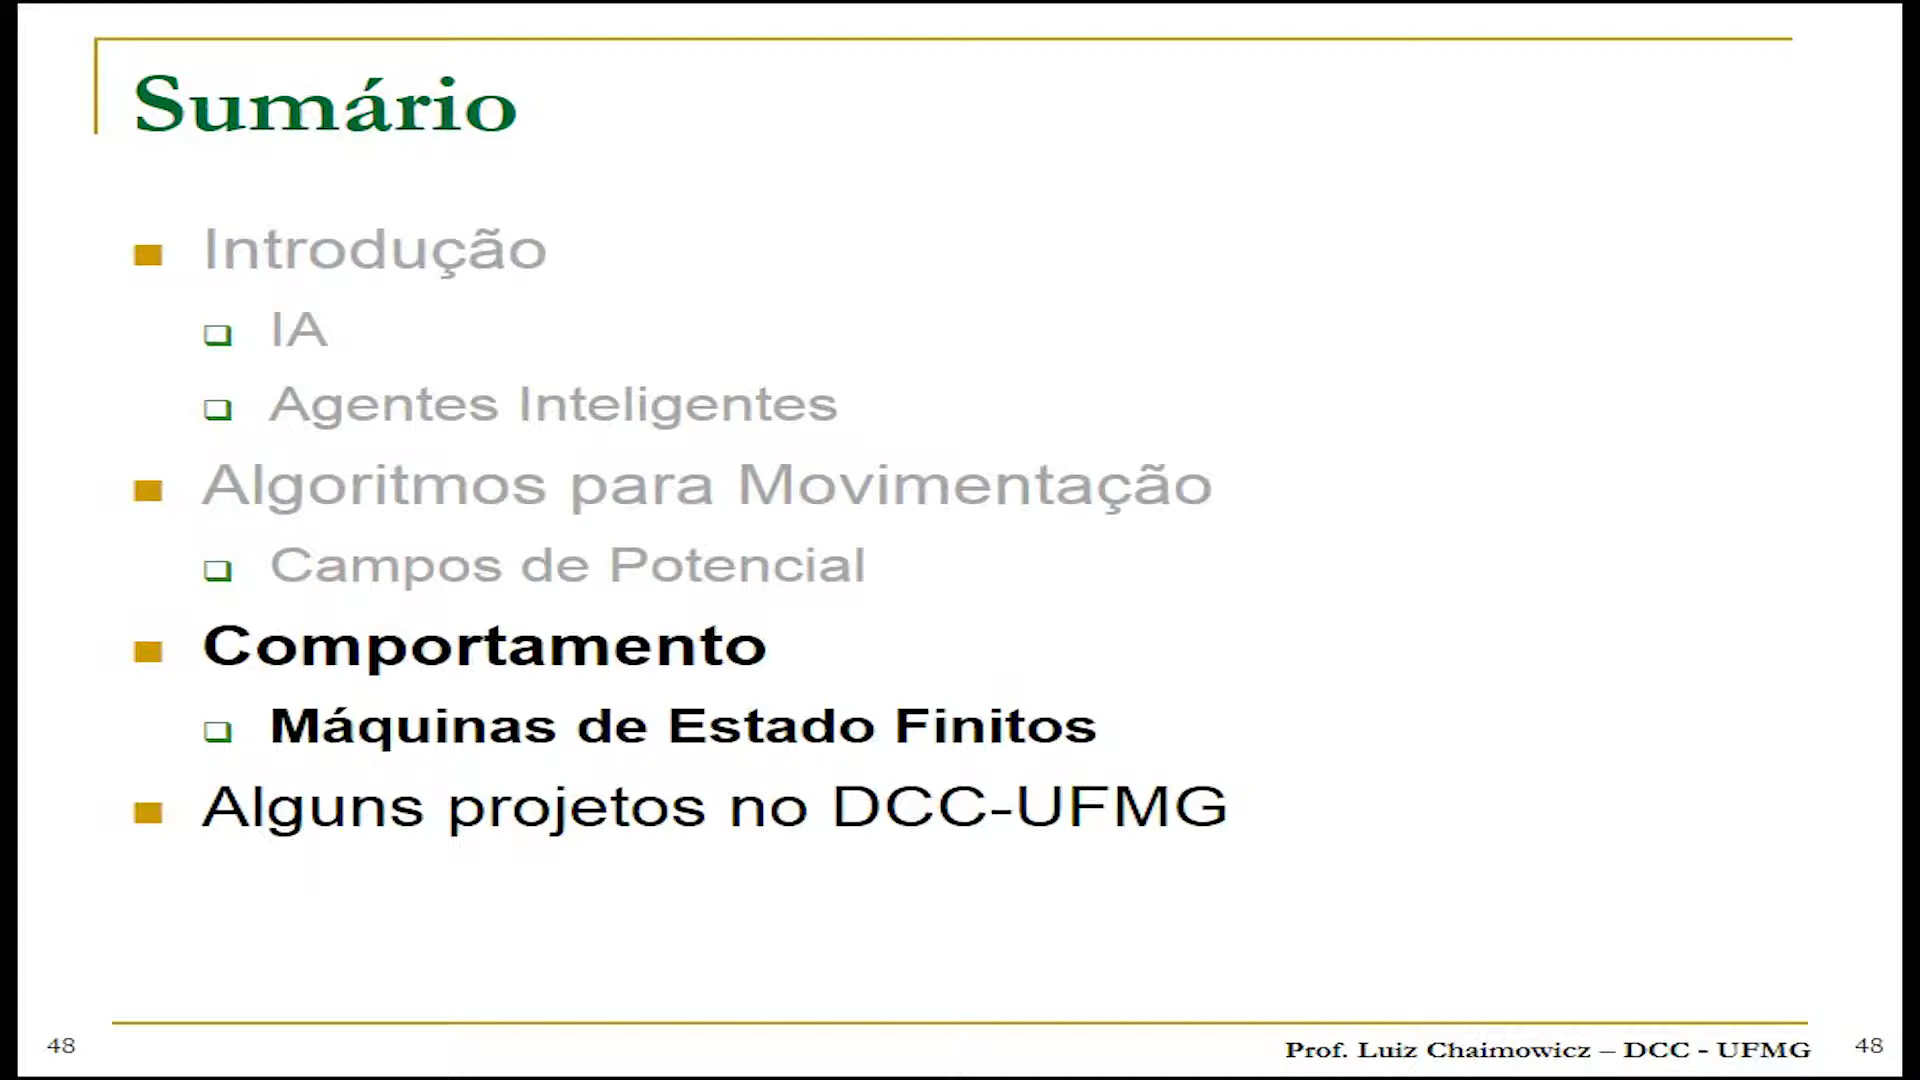 Sumário
Introdução
IA
Agentes Inteligentes
Algoritmos para Movimentação
Campos de Potencial
Comportamento
Máquinas de Estado Finitos
Alguns projetos no DCC-UFMG
48
Prof. Luiz Chaimowicz – DCC - UFMG
48